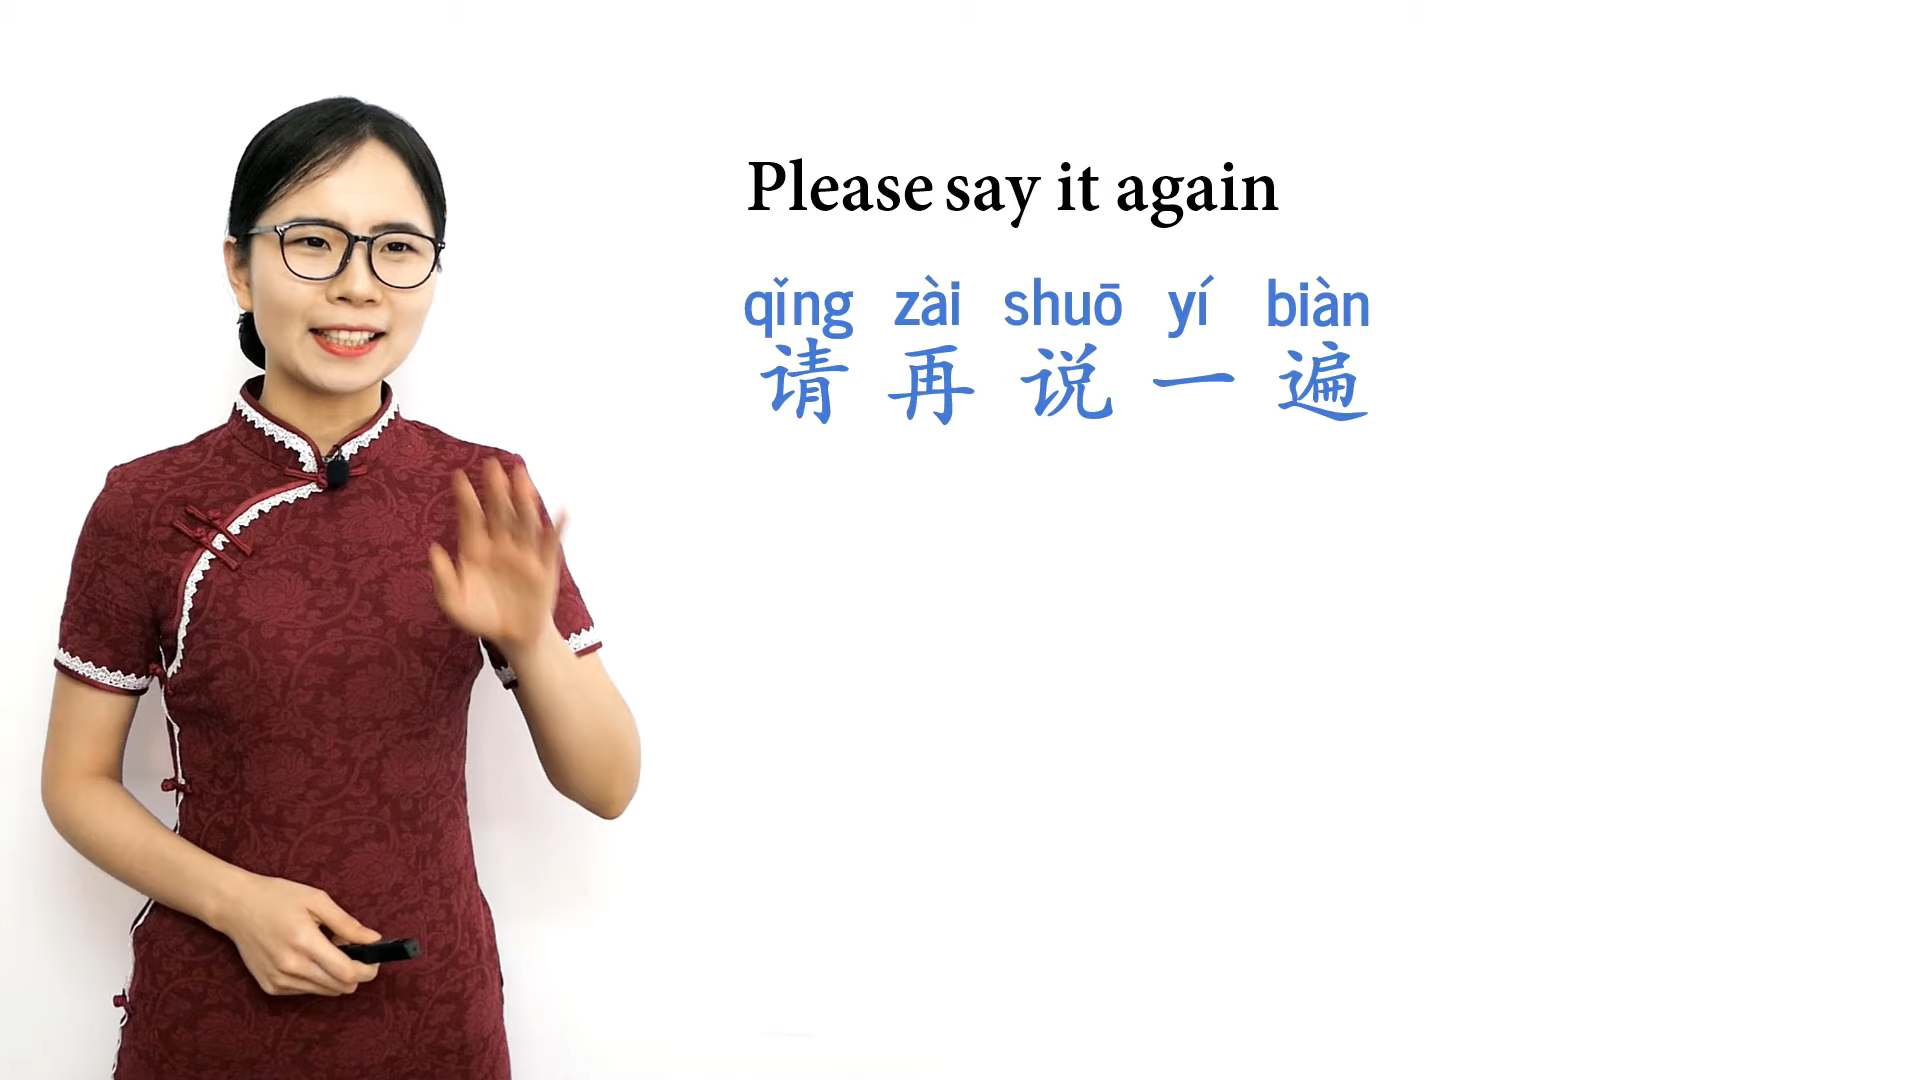 Please say it again
qǐng zài shuō yí biàn
请再说一遍